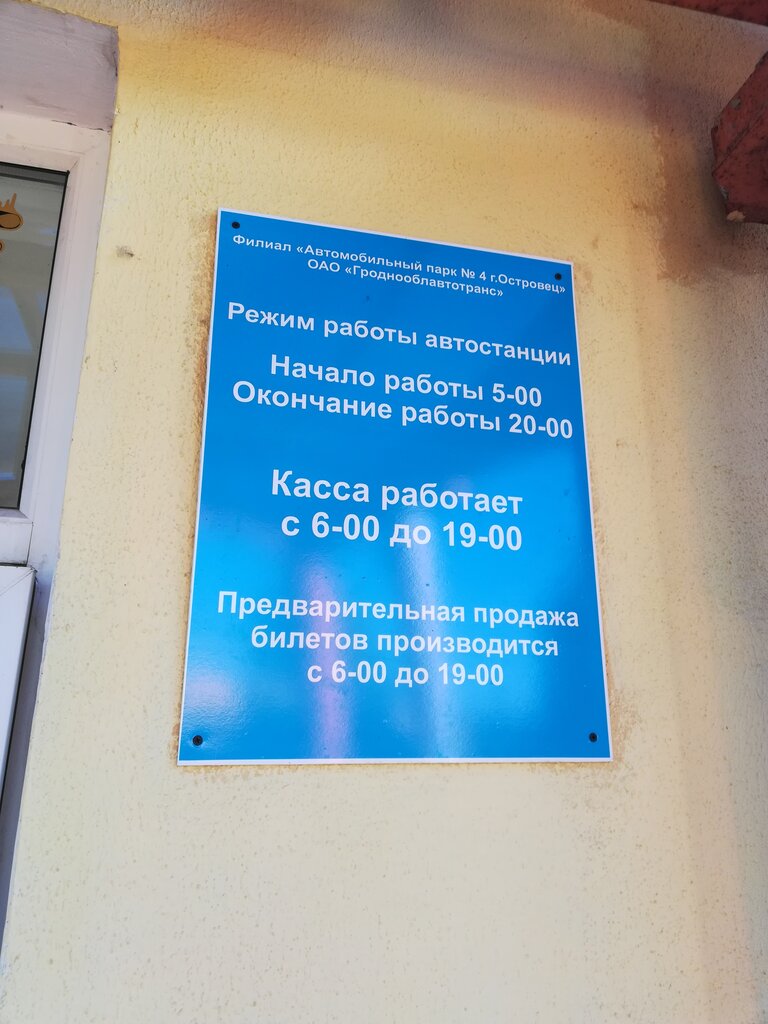 Филиал «Автомобильный парк № 4 г.Островец»
ОАО «Гроднооблавтотранс»
Режим работы автостанции
Начало работы 5-00
Окончание работы 20-00
Касса работает
с 6-00 до 19-00
Предварительная продажа
билетов производится
с 6-00 до 19-00